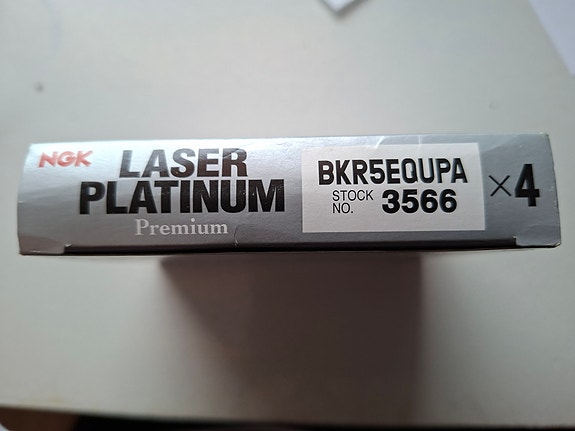 NGK
LASER
PLATINUM
Premium
BKR5EQUPA
STOCK
NO. 3566
×4